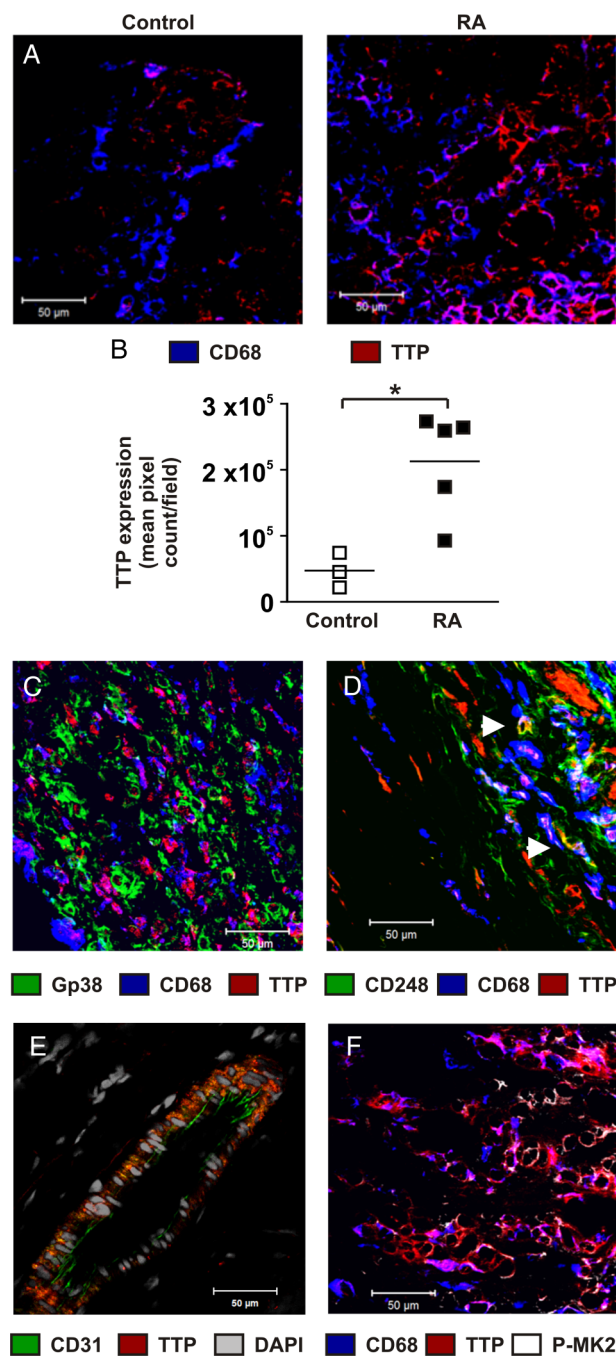 Control RA
A
50 µm 50 µm
B CD68 TTP
TTP expression
(mean pixel
count/field)
3 x10⁵
2 x10⁵
10⁵
0
*
Control RA
C D
50 µm 50 µm
Gp38 CD68 TTP CD248 CD68 TTP
E F
50 µm 50 µm
CD31 TTP DAPI CD68 TTP P-MK2